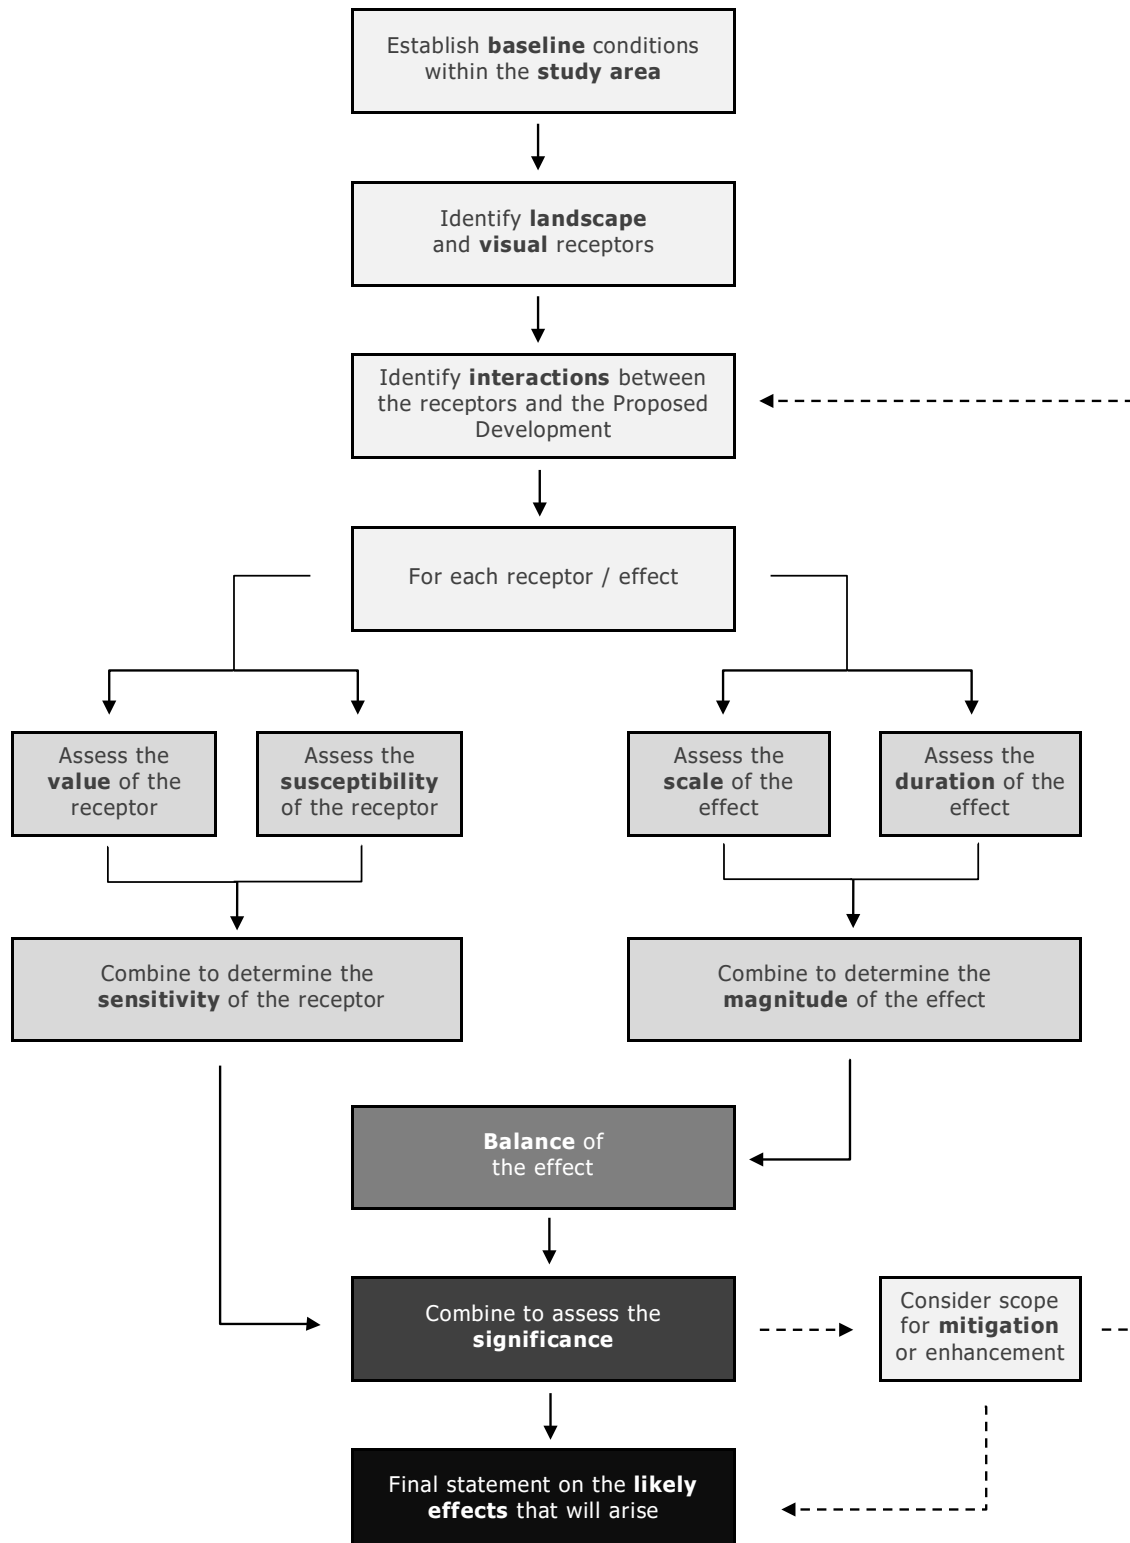 Establish baseline conditions
within the study area
Identify landscape
and visual receptors
Identify interactions between
the receptors and the Proposed
Development
For each receptor / effect
Assess the
value of the
receptor
Assess the
susceptibility
of the receptor
Assess the
scale of the
effect
Assess the
duration of the
effect
Combine to determine the
sensitivity of the receptor
Combine to determine the
magnitude of the effect
Balance of
the effect
Combine to assess the
significance
Consider scope
for mitigation
or enhancement
Final statement on the likely
effects that will arise